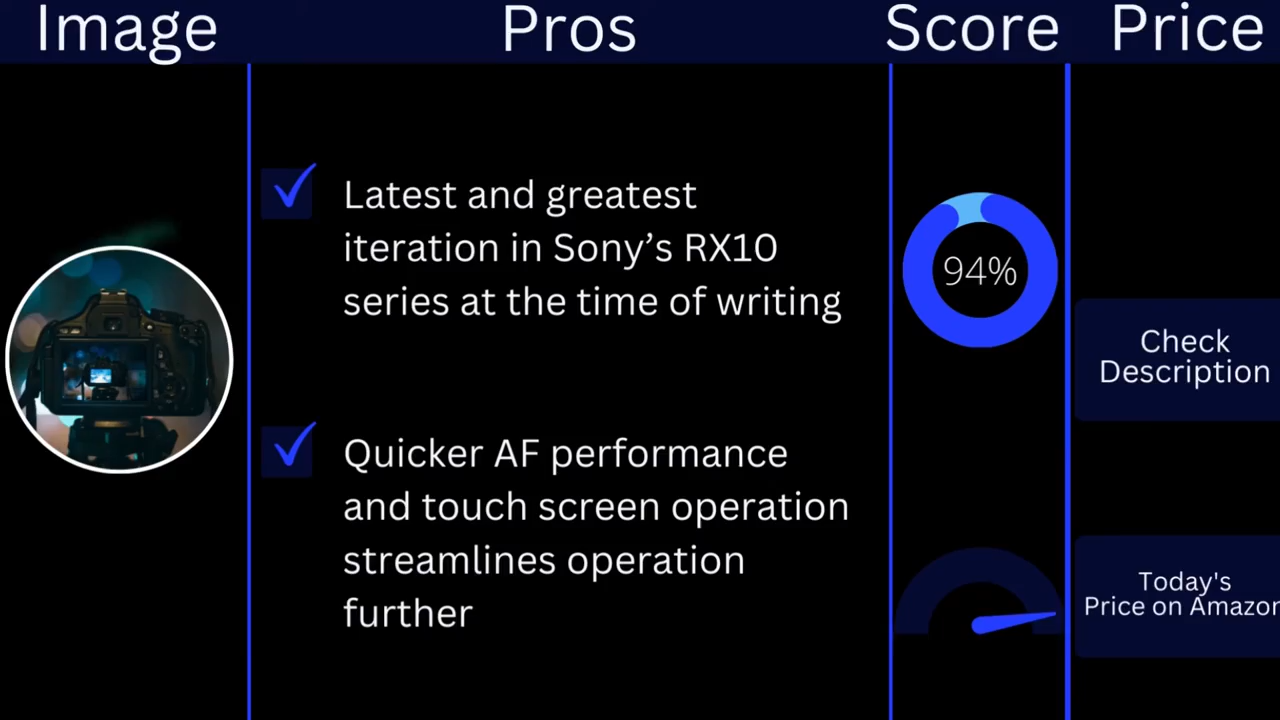 Image
Pros
Score
Price
Latest and greatest
iteration in Sony’s RX10
series at the time of writing
Quicker AF performance
and touch screen operation
streamlines operation
further
94%
Check
Description
Today's
Price on Amazon